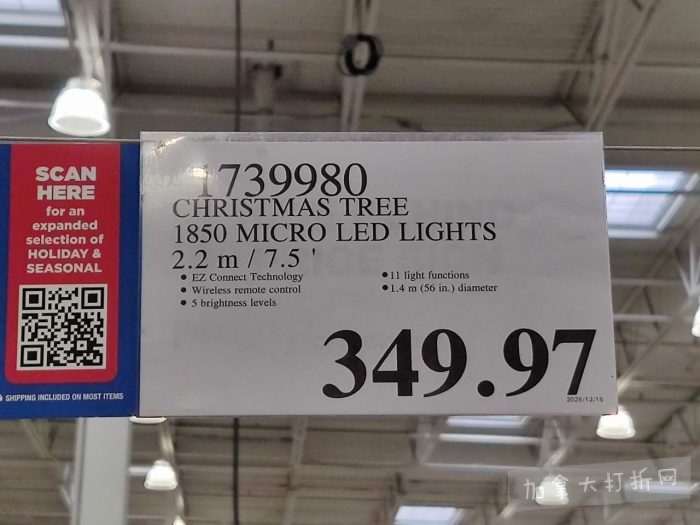 SCAN
HERE
for an
expanded
selection of
HOLIDAY &
SEASONAL
SHIPPING INCLUDED ON MOST ITEMS
1739980
CHRISTMAS TREE
1850 MICRO LED LIGHTS
2.2 m / 7.5 '
• EZ Connect Technology
• Wireless remote control
• 5 brightness levels
• 11 light functions
• 1.4 m (56 in.) diameter
349.97
加拿大打折网